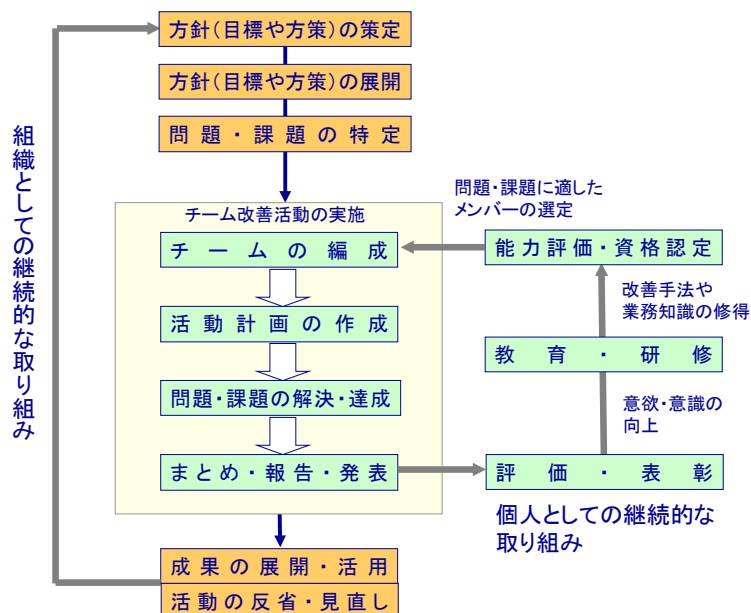 方針(目標や方策)の策定
方針(目標や方策)の展開
問題・課題の特定
組織としての継続的な取り組み
問題・課題に適した
メンバーの選定
チーム改善活動の実施
チームの編成
能力評価・資格認定
改善手法や
業務知識の修得
活動計画の作成
教育・研修
問題・課題の解決・達成
意欲・意識の
向上
まとめ・報告・発表
評価・表彰
個人としての継続的な
取り組み
成果の展開・活用
活動の反省・見直し